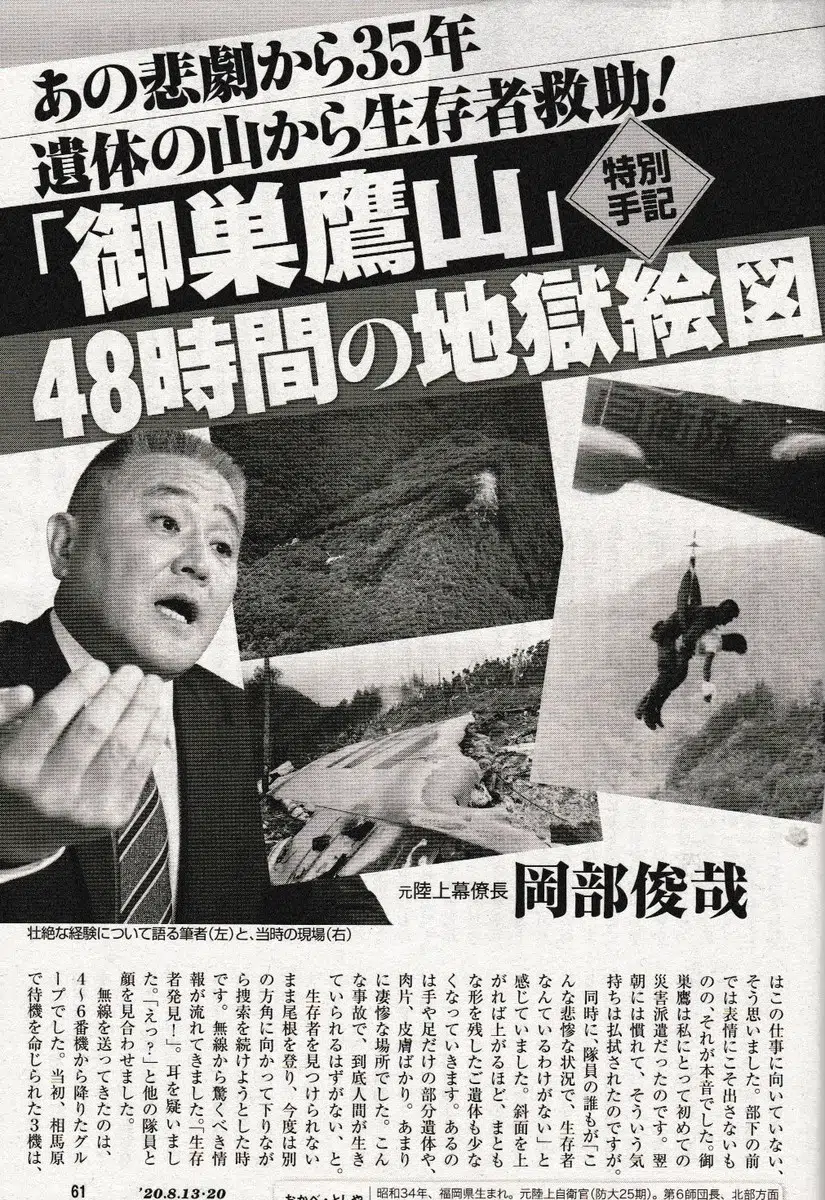 あの悲劇から35年
遺体の山から生存者救助!
「御巣鷹山」
特別
手記
48時間の地獄絵図
自衛隊
元陸上幕僚長 岡部俊哉
壮絶な経験について語る筆者(左)と、当時の現場(右)
はこの仕事に向いていない、
そう思いました。部下の前
では表情にこそ出さないも
のの、それが本音でした。御
巣鷹は私にとって初めての
災害派遣だったのです。翌
朝には慣れて、そういう気
持ちは払拭されたのですが。
同時に、隊員の誰もが「こ
んな悲惨な状況で、生存者
なんているわけがない」と
感じていました。斜面を上
がれば上がるほど、まとも
な形を残したご遺体も少な
くなっていきます。あるの
は手や足だけの部分遺体や、
肉片、皮膚ばかり。あまり
に凄惨な場所でした。こん
な事故で、到底人間が生き
ていられるはずがない、と。
生存者を見つけられない
まま尾根を登り、今度は別
の方角に向かって下りなが
ら捜索を続けようとした時
です。無線から驚くべき情
報が流れてきました。「生存
者発見!」。耳を疑いまし
た。「えっ?」と他の隊員と
顔を見合わせました。
無線を送ってきたのは、
4〜6番機から降りたグル
ープでした。当初、相馬原
で待機を命じられた3機は、
61 '20.8.13・20
おかべ・としや
昭和34年、福岡県生まれ。元陸上自衛官(防大25期)。第6師団長、北部方面